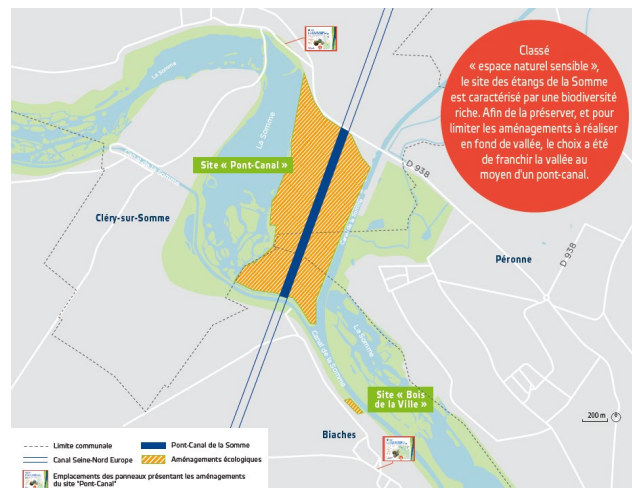 Classé
« espace naturel sensible »,
le site des étangs de la Somme
est caractérisé par une biodiversité
riche. Afin de la préserver, et pour
limiter les aménagements à réaliser
en fond de vallée, le choix a été
de franchir la vallée au
moyen d'un pont-canal.
La Somme
La Somme
Site « Pont-Canal »
D 938
Cléry-sur-Somme
Péronne
D 938
Canal de la Somme
La Somme
Site « Bois
de la Ville »
200 m
Biaches
Limite communale
Pont-Canal de la Somme
Canal Seine-Nord Europe
Aménagements écologiques
Emplacements des panneaux présentant les aménagements
du site "Pont-Canal"